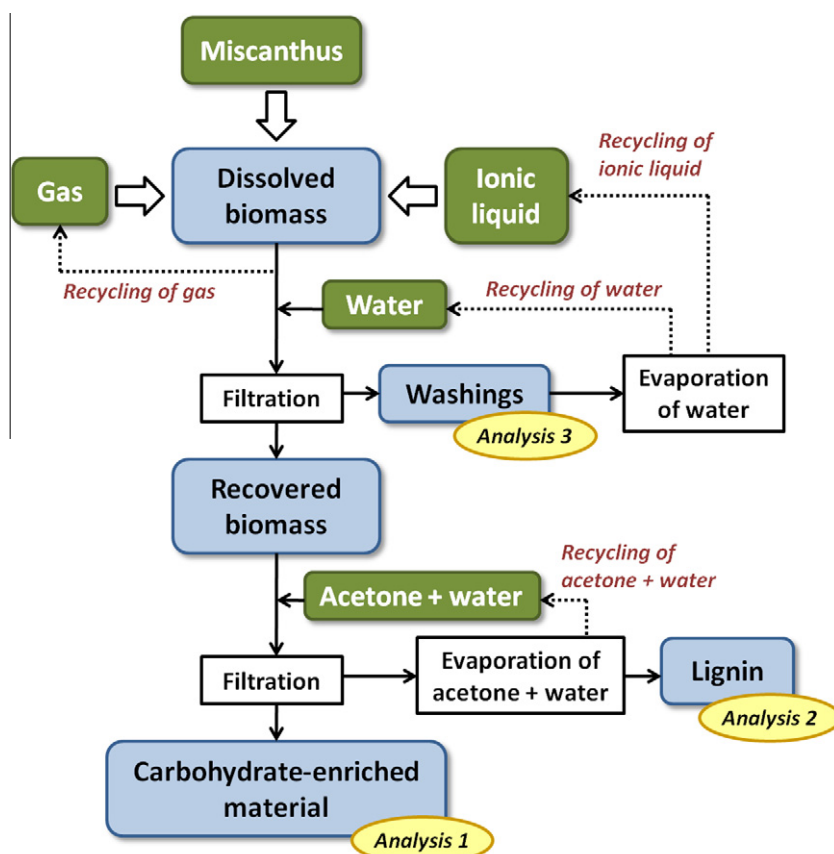 Miscanthus
Gas
Dissolved
biomass
Ionic
liquid
Recycling of
ionic liquid
Recycling of gas
Water
Recycling of water
Filtration
Washings
Analysis 3
Evaporation
of water
Recovered
biomass
Recycling of
acetone + water
Acetone + water
Filtration
Evaporation of
acetone + water
Lignin
Analysis 2
Carbohydrate-enriched
material
Analysis 1